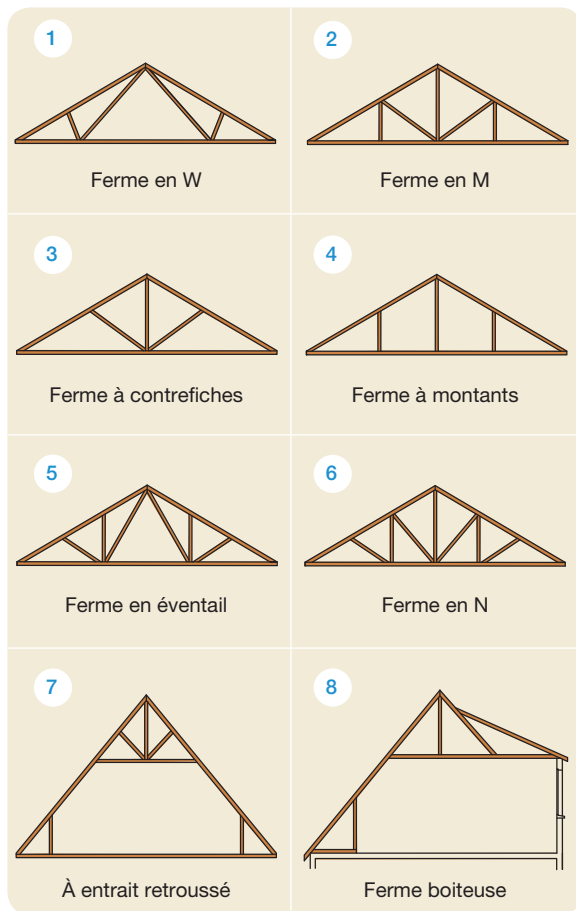 1
Ferme en W
2
Ferme en M
3
Ferme à contrefiches
4
Ferme à montants
5
Ferme en éventail
6
Ferme en N
7
À entrait retroussé
8
Ferme boiteuse